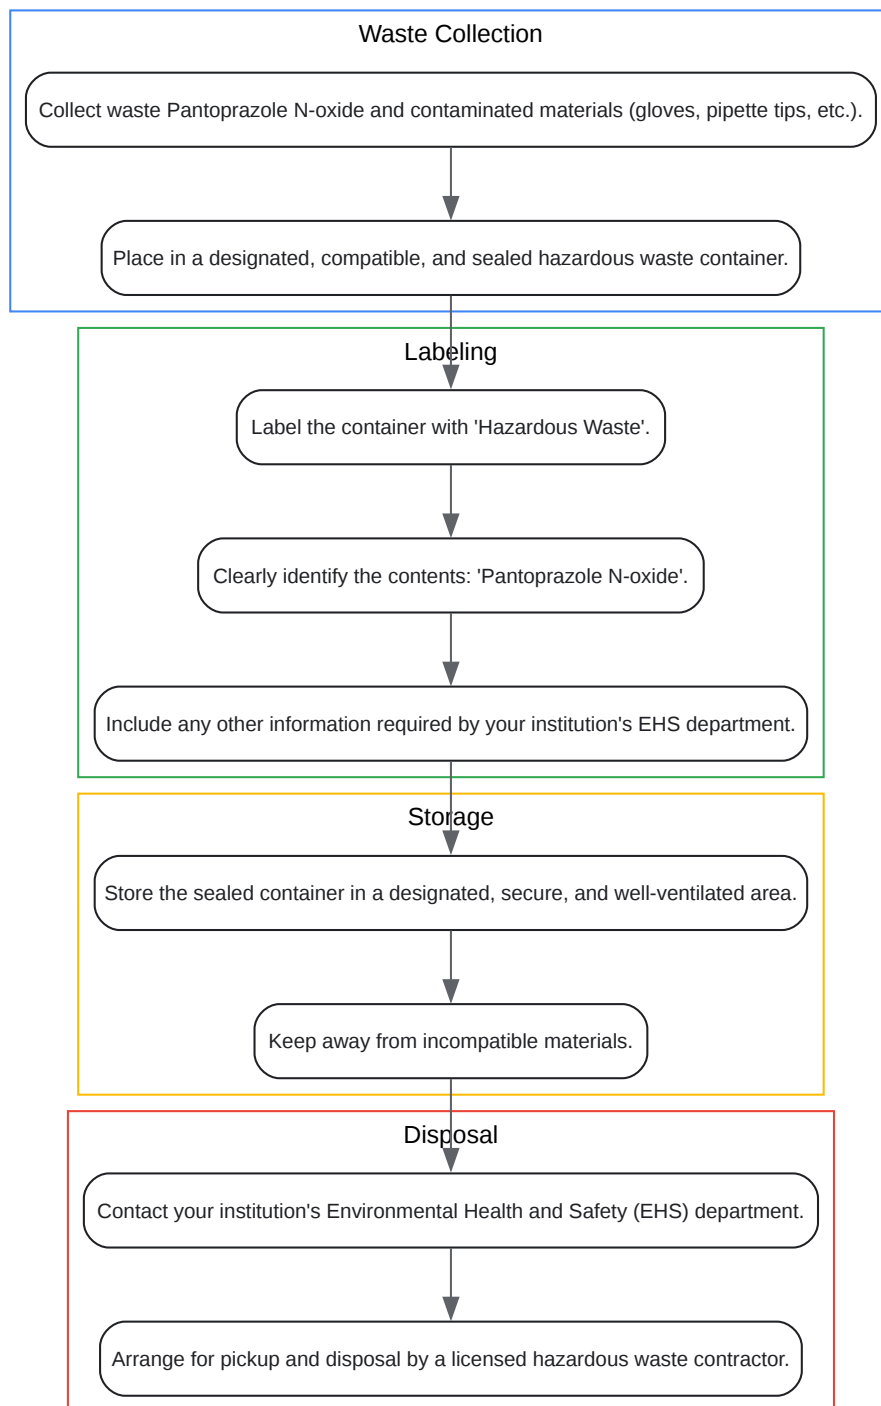 Waste Collection
Collect waste Pantoprazole N-oxide and contaminated materials (gloves, pipette tips, etc.).
Place in a designated, compatible, and sealed hazardous waste container.
Labeling
Label the container with 'Hazardous Waste'.
Clearly identify the contents: 'Pantoprazole N-oxide'.
Include any other information required by your institution's EHS department.
Storage
Store the sealed container in a designated, secure, and well-ventilated area.
Keep away from incompatible materials.
Disposal
Contact your institution's Environmental Health and Safety (EHS) department.
Arrange for pickup and disposal by a licensed hazardous waste contractor.